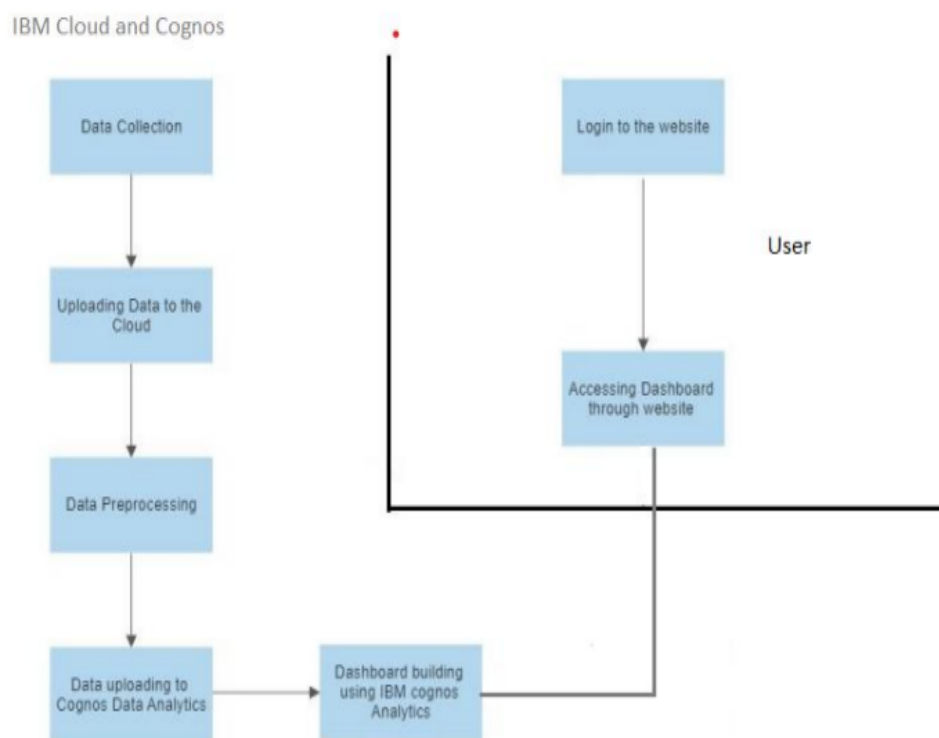 IBM Cloud and Cognos
Data Collection
Uploading Data to the
Cloud
Data Preprocessing
Data uploading to
Cognos Data Analytics
Dashboard building
using IBM cognos
Analytics
Login to the website
User
Accessing Dashboard
through website